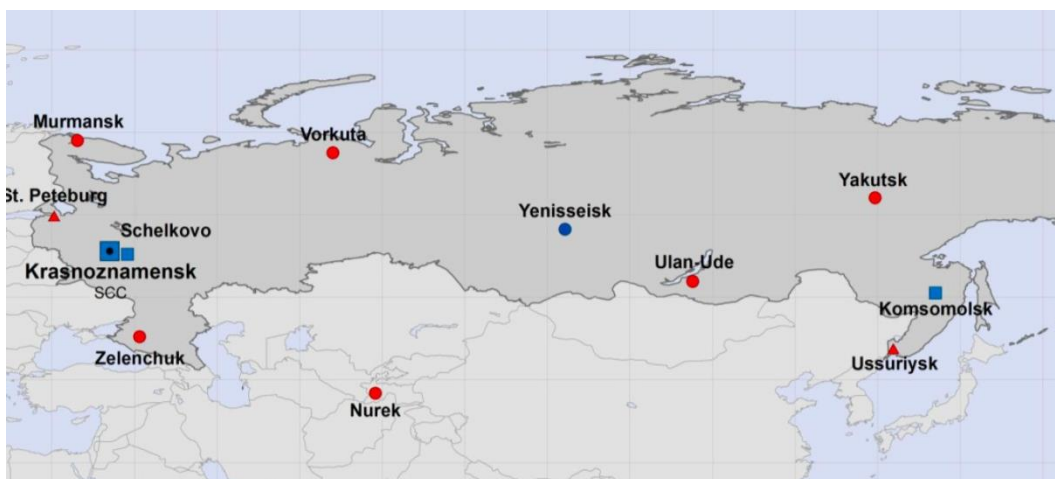 Murmansk
Vorkuta
Yakutsk
St. Peteburg
Yenisseisk
Schelkovo
Ulan-Ude
Krasnoznamensk
SCC
Komsomolsk
Zelenchuk
Ussuriysk
Nurek